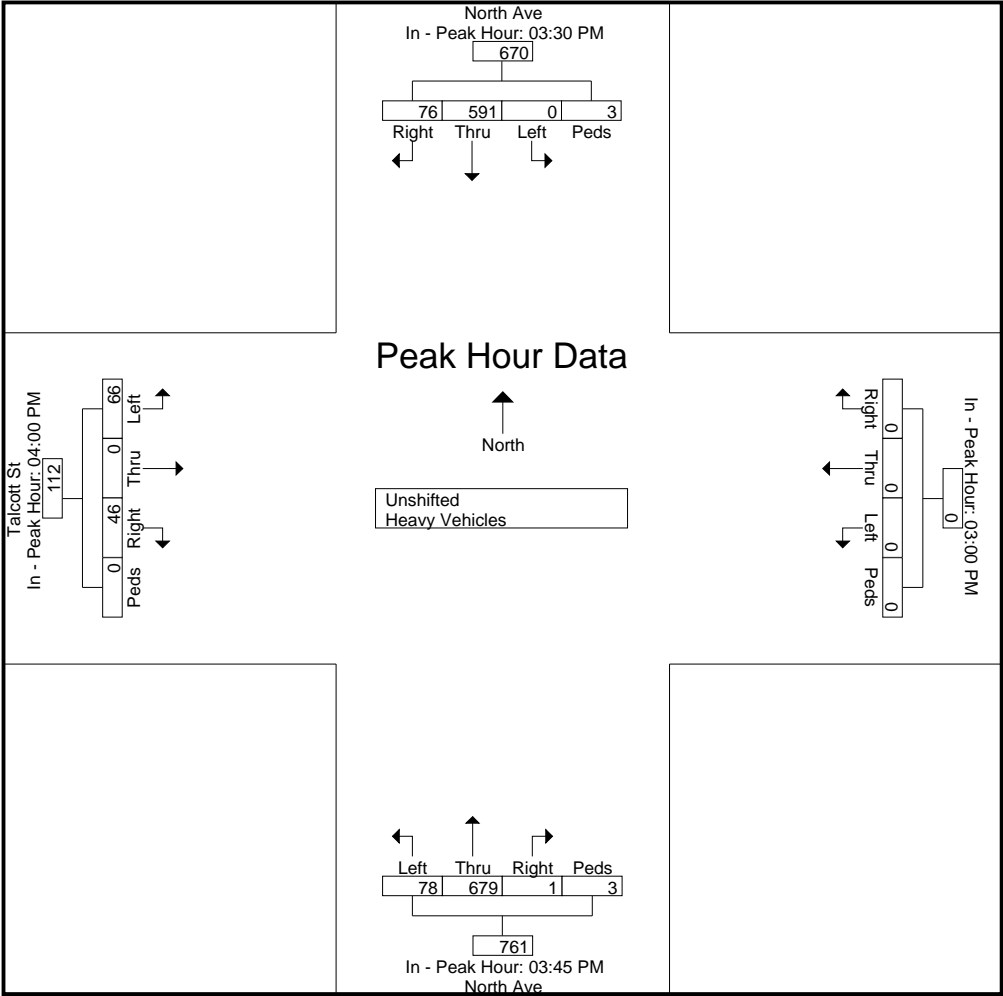 North Ave
In - Peak Hour: 03:30 PM
670
76 591 0 3
Right Thru Left Peds
Peak Hour Data
North
Unshifted
Heavy Vehicles
Talcott St
In - Peak Hour: 04:00 PM
112
66 0 46 0
Left Thru Right Peds
In - Peak Hour: 03:00 PM
0
0 0 0 0
Right Thru Left Peds
Left Thru Right Peds
78 679 1 3
761
In - Peak Hour: 03:45 PM
North Ave